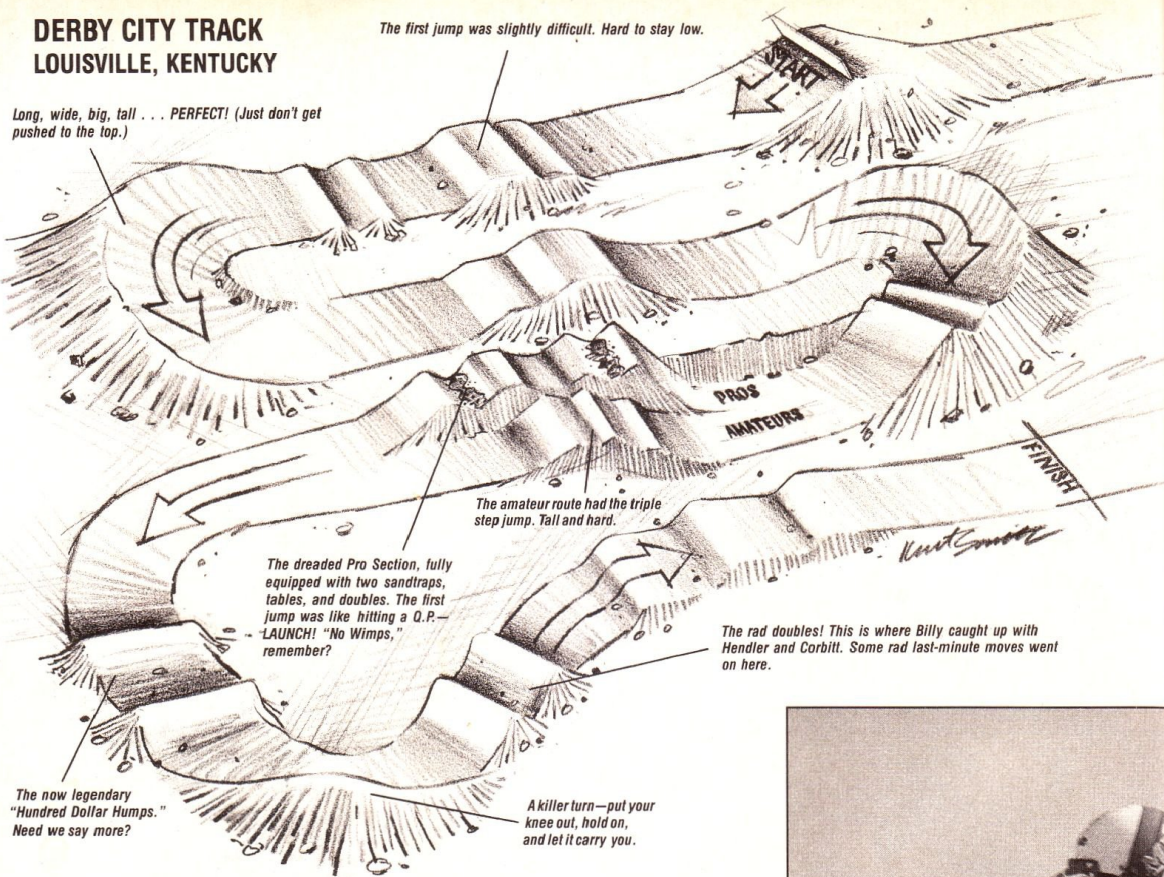 DERBY CITY TRACK
LOUISVILLE, KENTUCKY
The first jump was slightly difficult. Hard to stay low.
START
Long, wide, big, tall . . . PERFECT! (Just don't get
pushed to the top.)
PROS
AMATEURS
FINISH
The amateur route had the triple
step jump. Tall and hard.
Kurt Smith
The dreaded Pro Section, fully
equipped with two sandtraps,
tables, and doubles. The first
jump was like hitting a Q.P.—
LAUNCH! "No Wimps,"
remember?
The rad doubles! This is where Billy caught up with
Hendler and Corbitt. Some rad last-minute moves went
on here.
The now legendary
"Hundred Dollar Humps."
Need we say more?
A killer turn—put your
knee out, hold on,
and let it carry you.